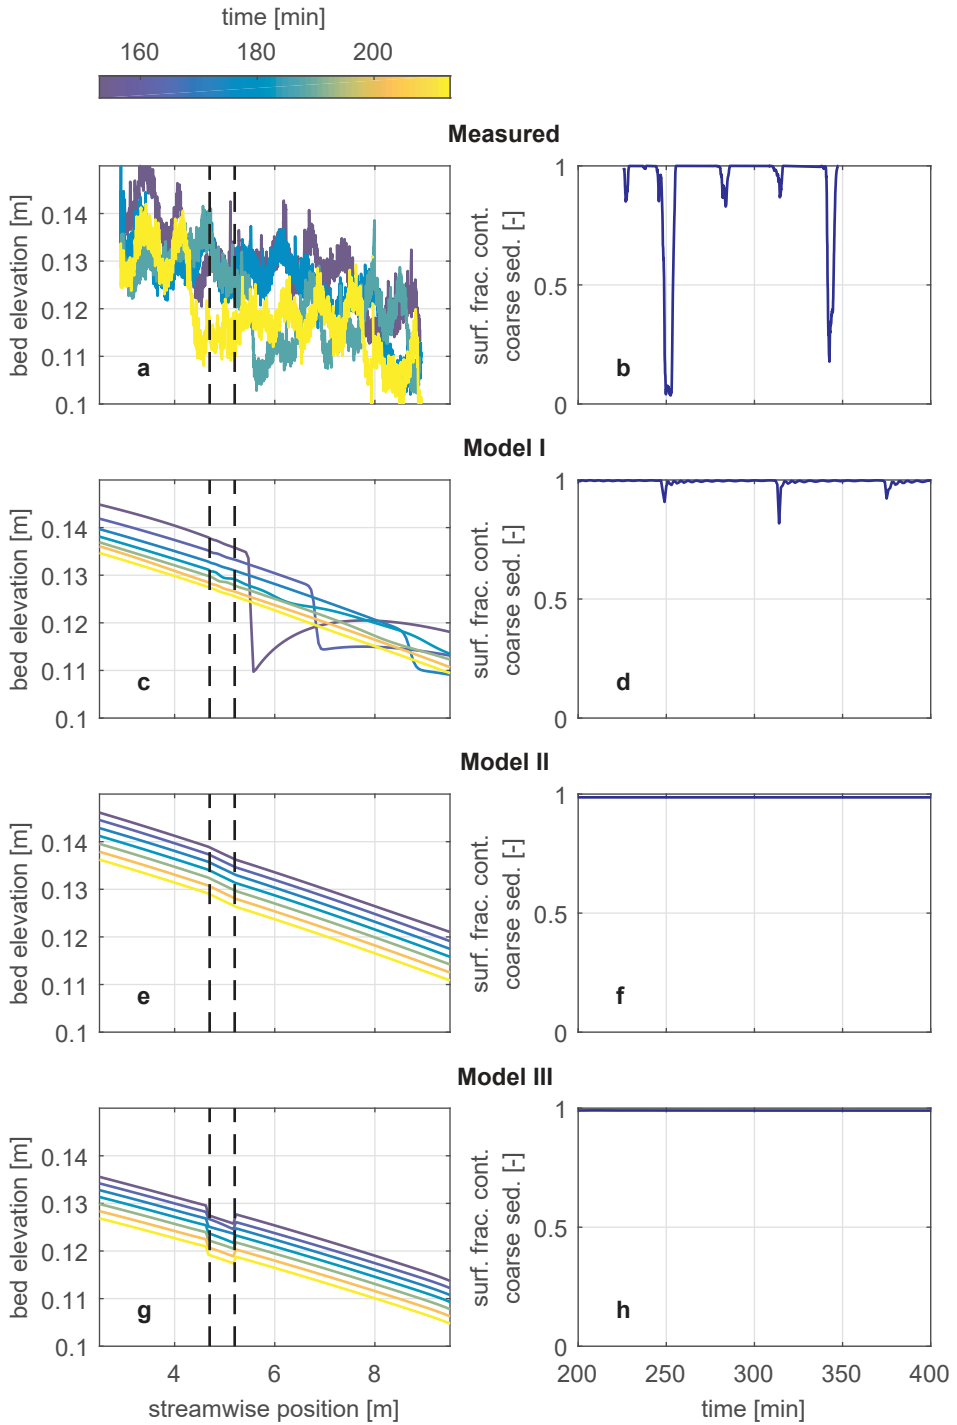 time [min]
160 180 200
Measured
bed elevation [m]
0.14
0.13
0.12
0.11
0.1
a
surf. frac. cont.
coarse sed. [-]
1
0.5
0
b
Model I
bed elevation [m]
0.14
0.13
0.12
0.11
0.1
c
surf. frac. cont.
coarse sed. [-]
1
0.5
0
d
Model II
bed elevation [m]
0.14
0.13
0.12
0.11
0.1
e
surf. frac. cont.
coarse sed. [-]
1
0.5
0
f
Model III
bed elevation [m]
0.14
0.13
0.12
0.11
0.1
g
4 6 8
streamwise position [m]
surf. frac. cont.
coarse sed. [-]
1
0.5
0
h
200 250 300 350 400
time [min]